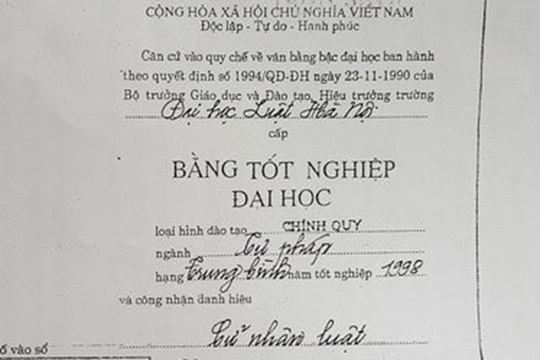 CỘNG HÒA XÃ HỘI CHỦ NGHĨA VIẾT NAM
Độc lập - Tự do - Hạnh phúc
Căn cứ vào quy chế về văn bằng bậc đại học ban hành
theo quyết định số 1994/QĐ-ĐH ngày 23-11-1990 của
Bộ trưởng Giáo dục và Đào tạo, Hiệu trưởng trường
Đại học Luật Hà Nội
cấp
BẰNG TỐT NGHIỆP
ĐẠI HỌC
loại hình đào tạo CHÍNH QUY
ngành Tư pháp
hạng Trung bình năm tốt nghiệp 1998
và công nhận danh hiệu
Cử nhân luật
số vào sổ